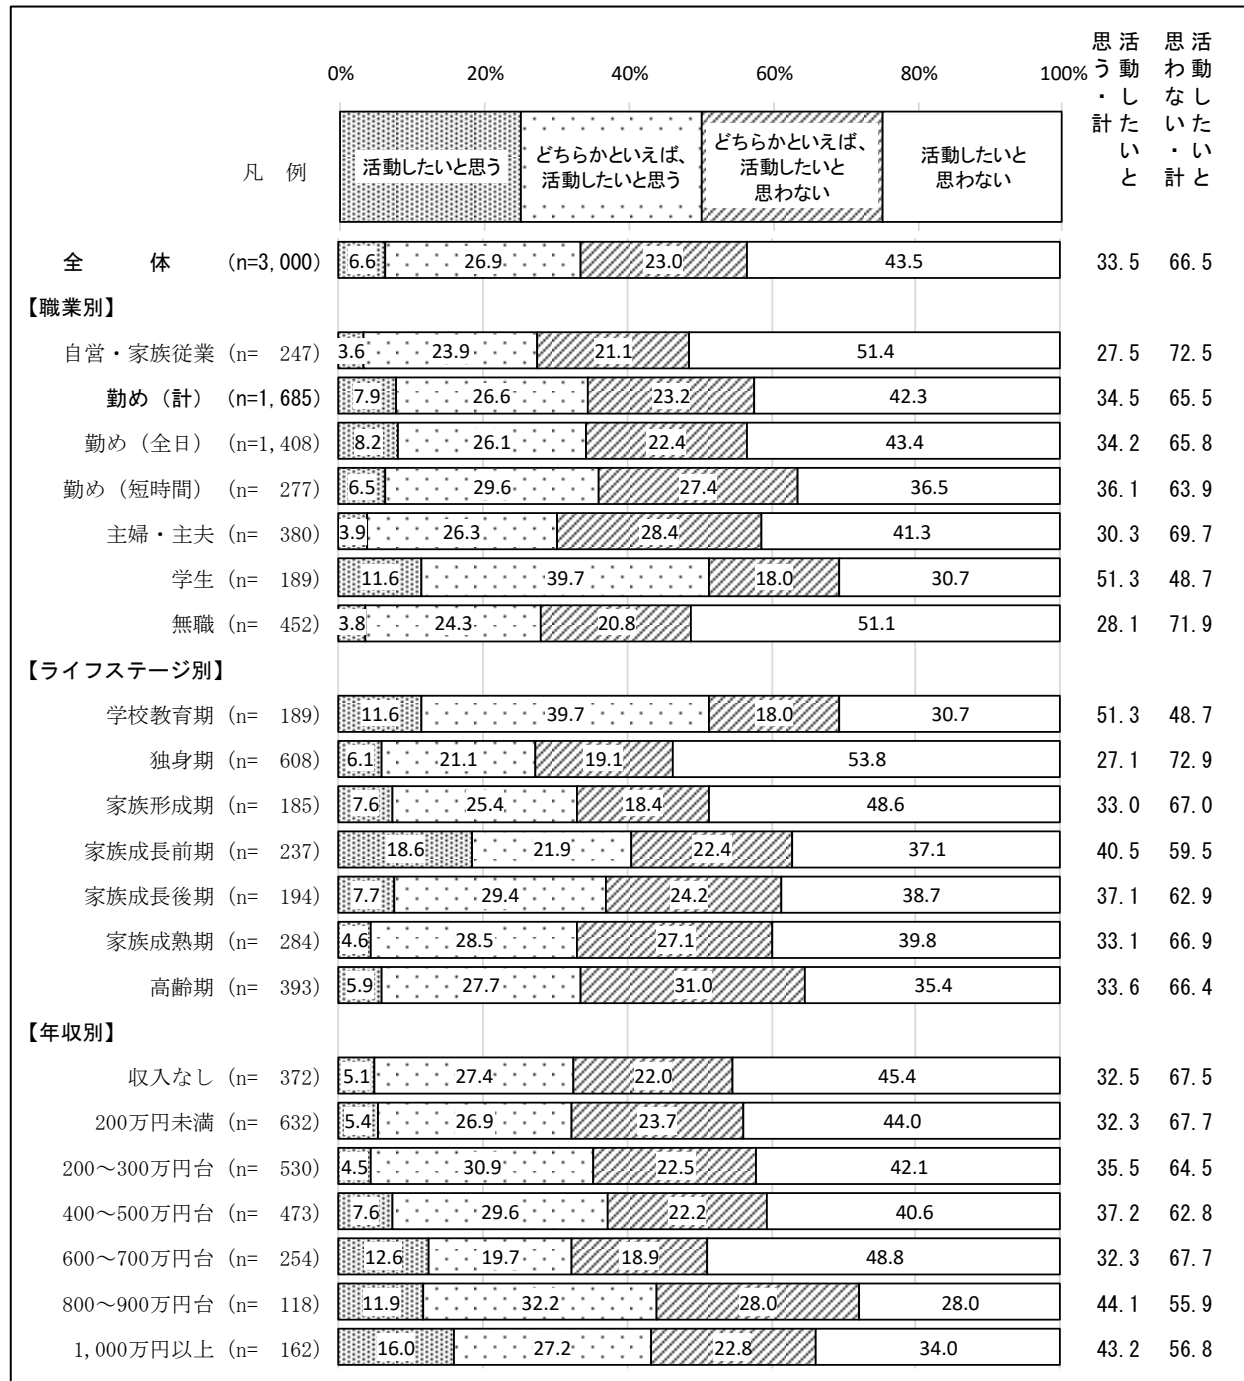 0% 20% 40% 60% 80% 100%
活動したいと思う・計
活動したいと思わない・計
凡 例
活動したいと思う
どちらかといえば、
活動したいと思う
どちらかといえば、
活動したいと
思わない
活動したいと
思わない
全 体 (n=3,000) 6.6 26.9 23.0 43.5 33.5 66.5
【職業別】
自営・家族従業 (n= 247) 3.6 23.9 21.1 51.4 27.5 72.5
勤め（計） (n=1,685) 7.9 26.6 23.2 42.3 34.5 65.5
勤め（全日） (n=1,408) 8.2 26.1 22.4 43.4 34.2 65.8
勤め（短時間） (n= 277) 6.5 29.6 27.4 36.5 36.1 63.9
主婦・主夫 (n= 380) 3.9 26.3 28.4 41.3 30.3 69.7
学生 (n= 189) 11.6 39.7 18.0 30.7 51.3 48.7
無職 (n= 452) 3.8 24.3 20.8 51.1 28.1 71.9
【ライフステージ別】
学校教育期 (n= 189) 11.6 39.7 18.0 30.7 51.3 48.7
独身期 (n= 608) 6.1 21.1 19.1 53.8 27.1 72.9
家族形成期 (n= 185) 7.6 25.4 18.4 48.6 33.0 67.0
家族成長前期 (n= 237) 18.6 21.9 22.4 37.1 40.5 59.5
家族成長後期 (n= 194) 7.7 29.4 24.2 38.7 37.1 62.9
家族成熟期 (n= 284) 4.6 28.5 27.1 39.8 33.1 66.9
高齢期 (n= 393) 5.9 27.7 31.0 35.4 33.6 66.4
【年収別】
収入なし (n= 372) 5.1 27.4 22.0 45.4 32.5 67.5
200万円未満 (n= 632) 5.4 26.9 23.7 44.0 32.3 67.7
200～300万円台 (n= 530) 4.5 30.9 22.5 42.1 35.5 64.5
400～500万円台 (n= 473) 7.6 29.6 22.2 40.6 37.2 62.8
600～700万円台 (n= 254) 12.6 19.7 18.9 48.8 32.3 67.7
800～900万円台 (n= 118) 11.9 32.2 28.0 28.0 44.1 55.9
1,000万円以上 (n= 162) 16.0 27.2 22.8 34.0 43.2 56.8